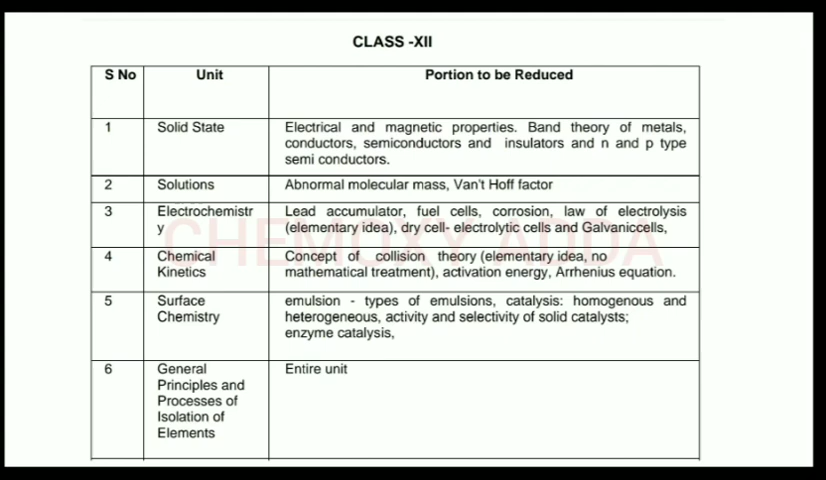 CLASS -XII
S No Unit Portion to be Reduced
1 Solid State Electrical and magnetic properties. Band theory of metals,
conductors, semiconductors and insulators and n and p type
semi conductors.
2 Solutions Abnormal molecular mass, Van't Hoff factor
3 Electrochemistr Lead accumulator, fuel cells, corrosion, law of electrolysis
y (elementary idea), dry cell- electrolytic cells and Galvaniccells,
CHEMOXY ADDA
4 Chemical Concept of collision theory (elementary idea, no
Kinetics mathematical treatment), activation energy, Arrhenius equation.
5 Surface emulsion - types of emulsions, catalysis: homogenous and
Chemistry heterogeneous, activity and selectivity of solid catalysts;
enzyme catalysis,
6 General Entire unit
Principles and
Processes of
Isolation of
Elements